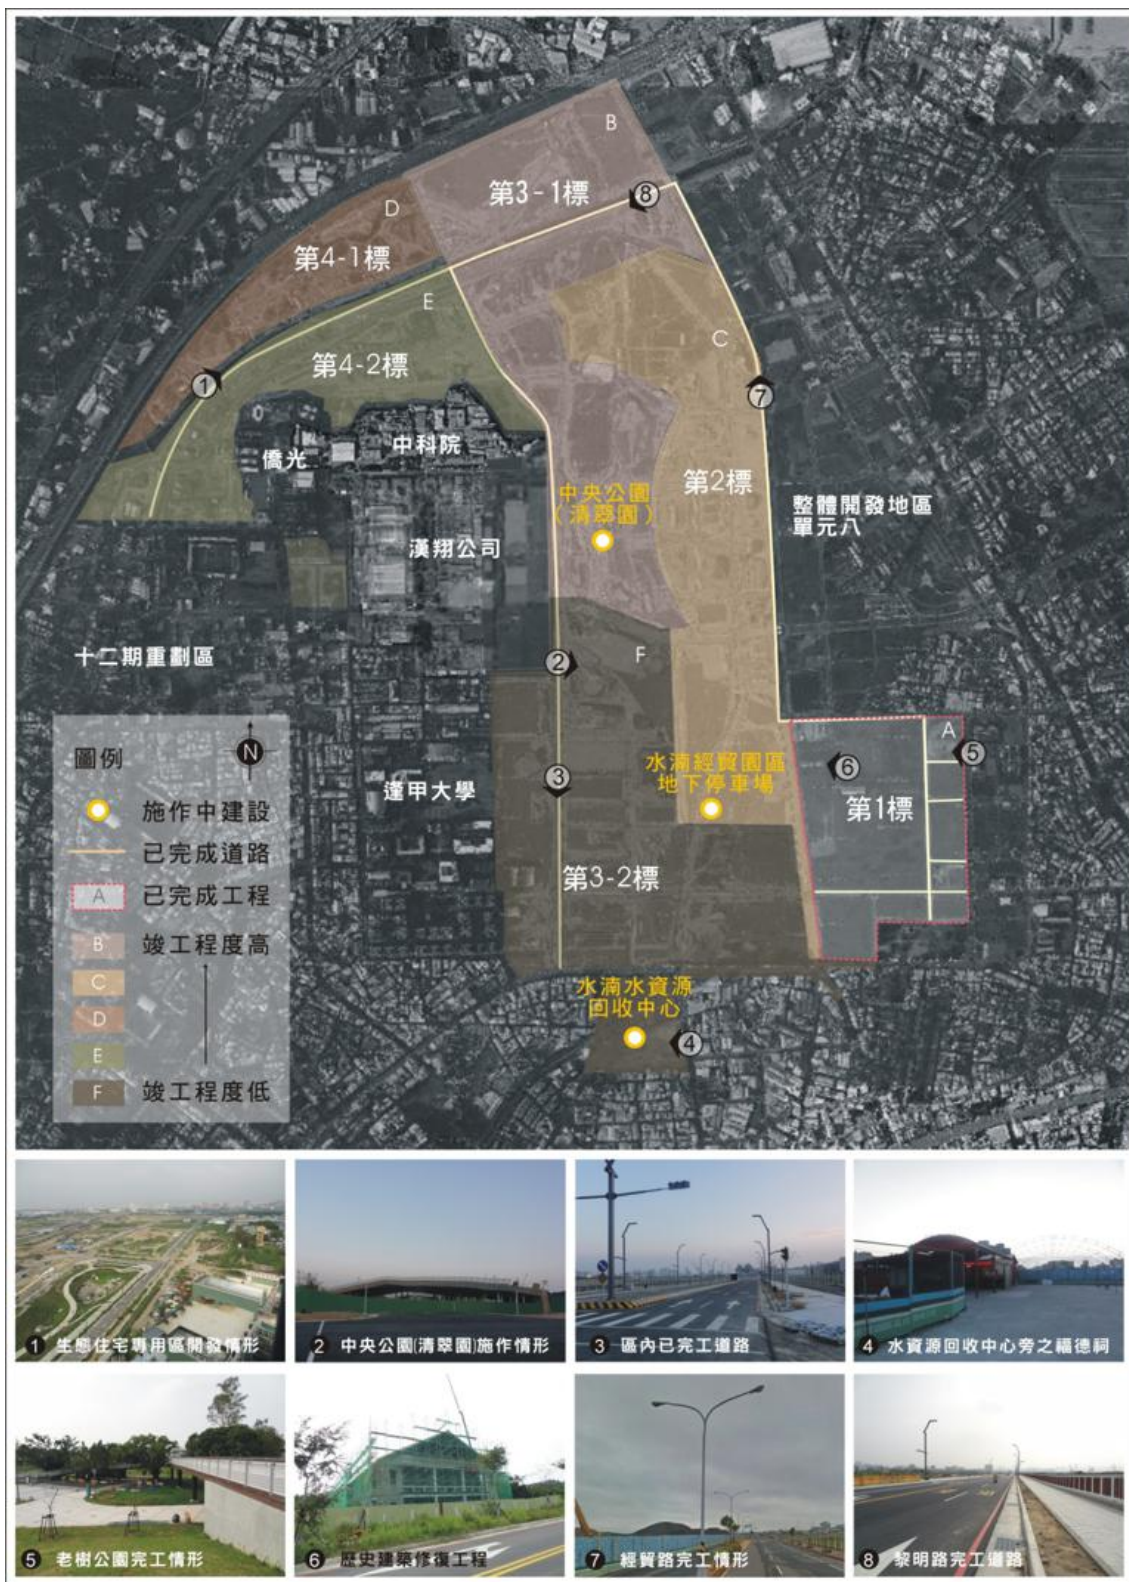 B
第3-1標
8
D
第4-1標
E
第4-2標
C
1
7
僑光
中科院
第2標
中央公園
(清翠園)
整體開發地區
單元八
漢翔公司
十二期重劃區
2
F
A
5
水湳經貿園區
地下停車場
6
3
逢甲大學
第1標
第3-2標
水湳水資源
回收中心
4
圖例
N
施作中建設
已完成道路
A 已完成工程
B 竣工程度高
C
D
E
F 竣工程度低
1 生態住宅專用區開發情形
2 中央公園(清翠園)施作情形
3 區內已完工道路
4 水資源回收中心旁之福德祠
5 老樹公園完工情形
6 歷史建築修復工程
7 經貿路完工情形
8 黎明路完工道路